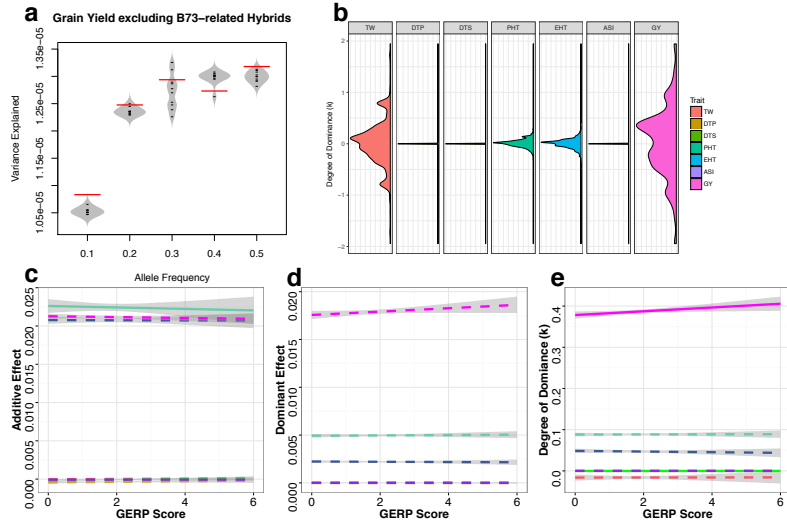 a
Grain Yield excluding B73−related Hybrids
Variance Explained
1.35e−05
1.25e−05
1.15e−05
1.05e−05
0.1 0.2 0.3 0.4 0.5
Allele Frequency
b
TW DTP DTS PHT EHT ASI GY
Degree of Dominance (k)
2
1
0
−1
−2
Trait
TW
DTP
DTS
PHT
EHT
ASI
GY
c
Additive Effect
0.025
0.020
0.015
0.010
0.005
0.000
0 2 4 6
GERP Score
d
Dominant Effect
0.020
0.015
0.010
0.005
0.000
0 2 4 6
GERP Score
e
Degree of Domiance (k)
0.4
0.3
0.2
0.1
0.0
0 2 4 6
GERP Score